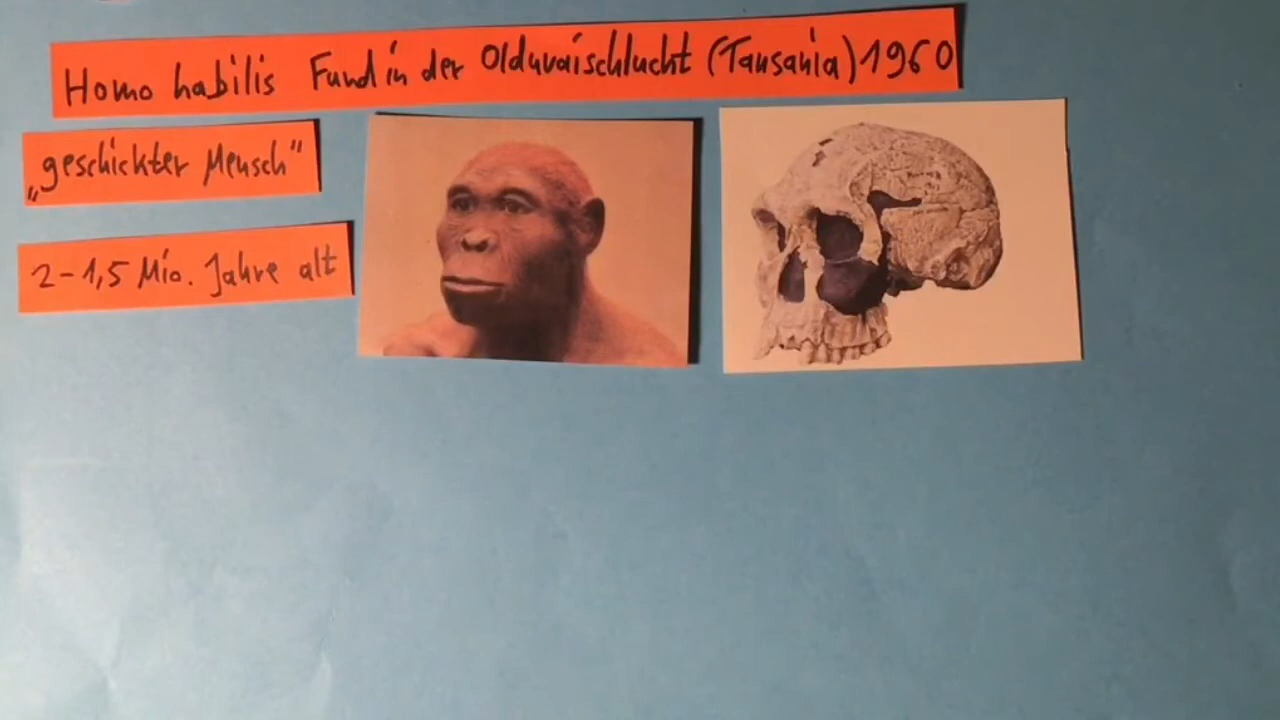 Homo habilis Fund in der Olduvaischlucht (Tansania) 1960
„geschickter Mensch"
2-1,5 Mio. Jahre alt